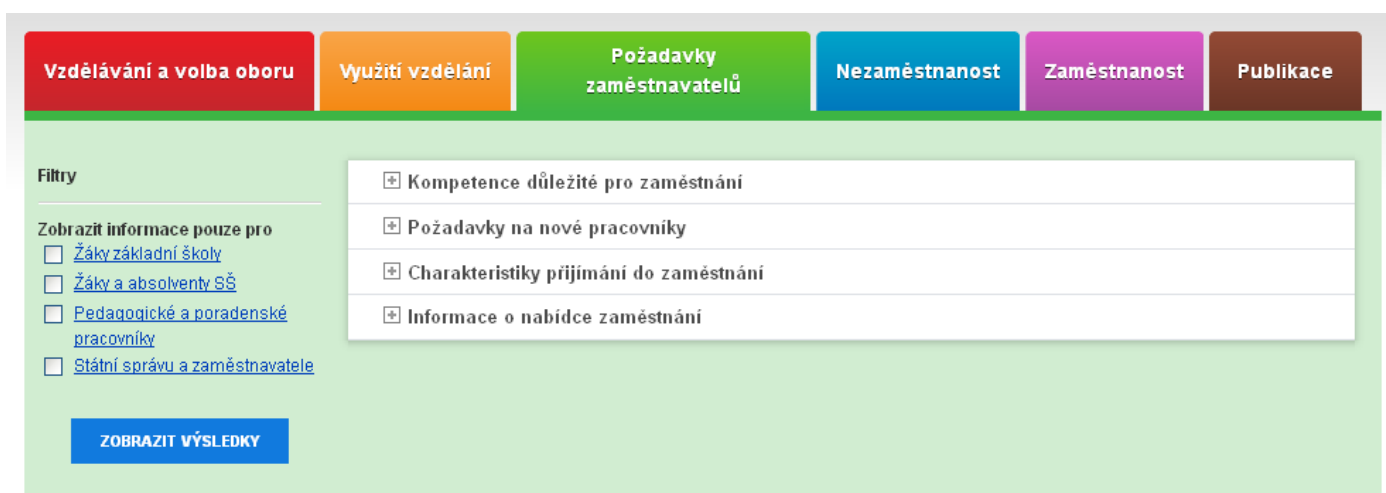 Vzdělávání a volba oboru
Využití vzdělání
Požadavky
zaměstnavatelů
Nezaměstnanost
Zaměstnanost
Publikace
Filtry
Zobrazit informace pouze pro
Žáky základní školy
Žáky a absolventy SŠ
Pedagogické a poradenské
pracovníky
Státní správu a zaměstnavatele
ZOBRAZIT VÝSLEDKY
Kompetence důležité pro zaměstnání
Požadavky na nové pracovníky
Charakteristiky přijímání do zaměstnání
Informace o nabídce zaměstnání